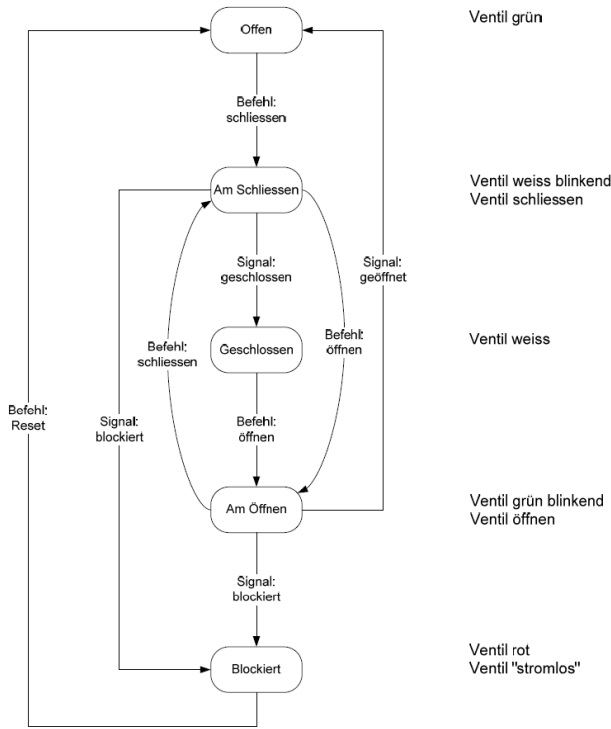 Offen
Ventil grün
Befehl:
schliessen
Am Schliessen
Ventil weiss blinkend
Ventil schliessen
Signal:
geschlossen
Signal:
geöffnet
Geschlossen
Ventil weiss
Befehl:
schliessen
Befehl:
öffnen
Befehl:
Reset
Signal:
blockiert
Befehl:
öffnen
Am Öffnen
Ventil grün blinkend
Ventil öffnen
Signal:
blockiert
Blockiert
Ventil rot
Ventil "stromlos"